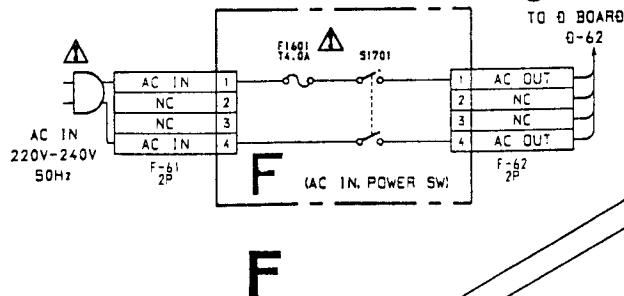 TO D BOARD
D-62
F1601
T4.0A
S1701
AC IN 1
NC 2
NC 3
AC IN 4
1 AC OUT
2 NC
3 NC
4 AC OUT
AC IN
220V-240V
50Hz
F-61
2P
F-62
2P
F (AC IN, POWER SW)
F